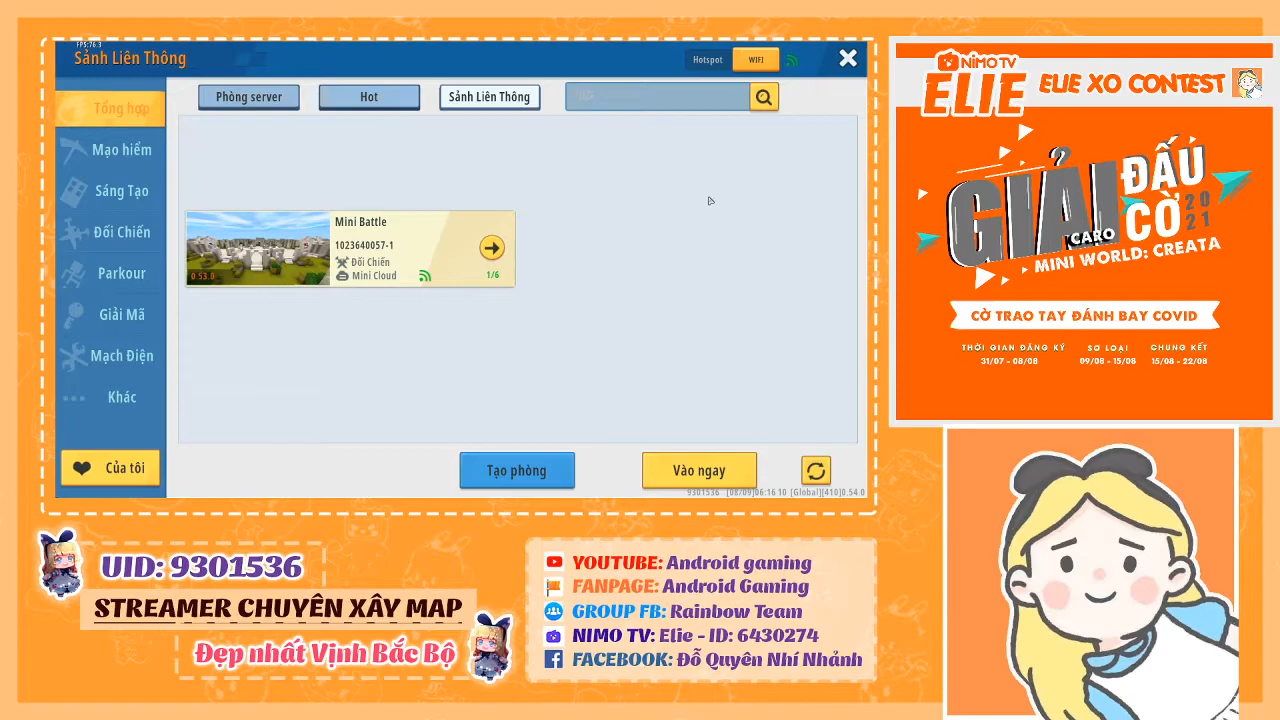 FPS:76.3
Sảnh Liên Thông
Hotspot
WIFI
Phòng server
Hot
Sảnh Liên Thông
Tổng hợp
Mạo hiểm
Sáng Tạo
Đối Chiến
Parkour
Giải Mã
Mạch Điện
Khác
Của tôi
Mini Battle
1023640057-1
Đối Chiến
Mini Cloud
1/6
0.53.0
Tạo phòng
Vào ngay
9301536 [08/09]06:16 10 [Global][410]0.54.0
NIMO TV
ELIE
ELIE XO CONTEST
GIẢI ĐẤU
CỜ
CARO
2021
MINI WORLD: CREATA
CỜ TRAO TAY ĐÁNH BAY COVID
THỜI GIAN ĐĂNG KÝ
31/07 - 08/08
SƠ LOẠI
09/08 - 15/08
CHUNG KẾT
15/08 - 22/08
UID: 9301536
STREAMER CHUYÊN XÂY MAP
Đẹp nhất Vịnh Bắc Bộ
YOUTUBE: Android gaming
FANPAGE: Android Gaming
GROUP FB: Rainbow Team
NIMO TV: Elie - ID: 6430274
FACEBOOK: Đỗ Quyên Nhí Nhảnh